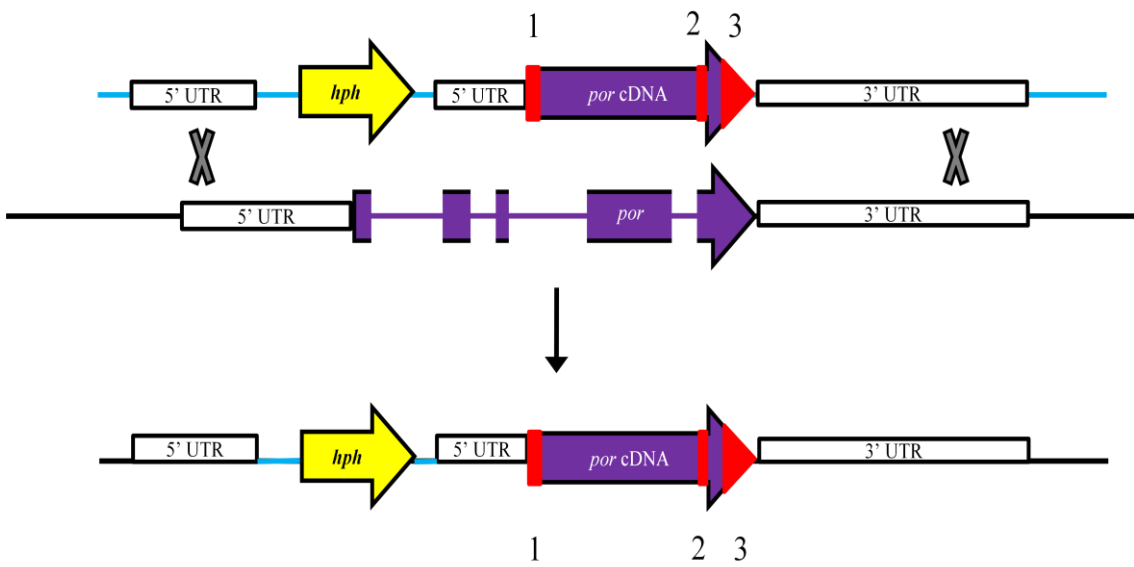 1 2 3
5’ UTR hph 5’ UTR por cDNA 3’ UTR
5’ UTR por 3’ UTR
5’ UTR hph 5’ UTR por cDNA 3’ UTR
1 2 3